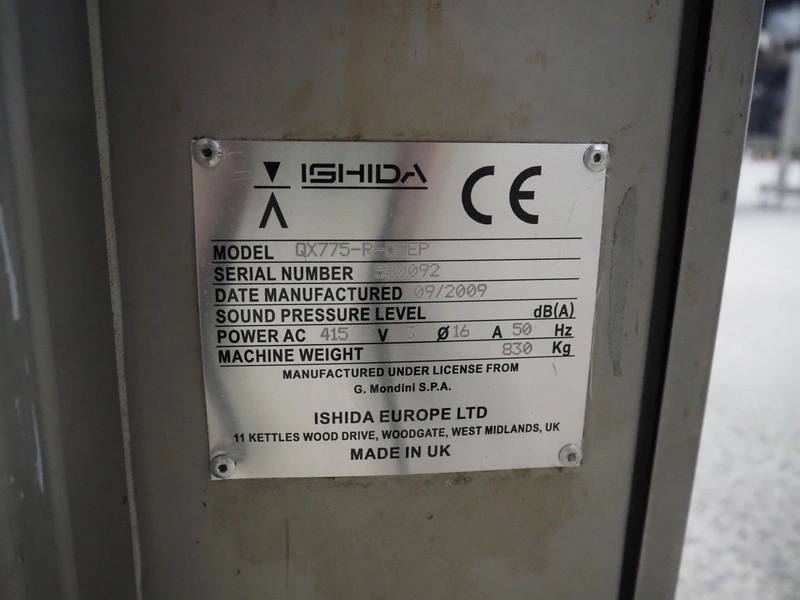 ISHIDA CE
MODEL QX775-R-DEEP
SERIAL NUMBER 580092
DATE MANUFACTURED 09/2009
SOUND PRESSURE LEVEL dB(A)
POWER AC 415 V 3 Ø 16 A 50 Hz
MACHINE WEIGHT 830 Kg
MANUFACTURED UNDER LICENSE FROM
G. Mondini S.P.A.
ISHIDA EUROPE LTD
11 KETTLES WOOD DRIVE, WOODGATE, WEST MIDLANDS, UK
MADE IN UK